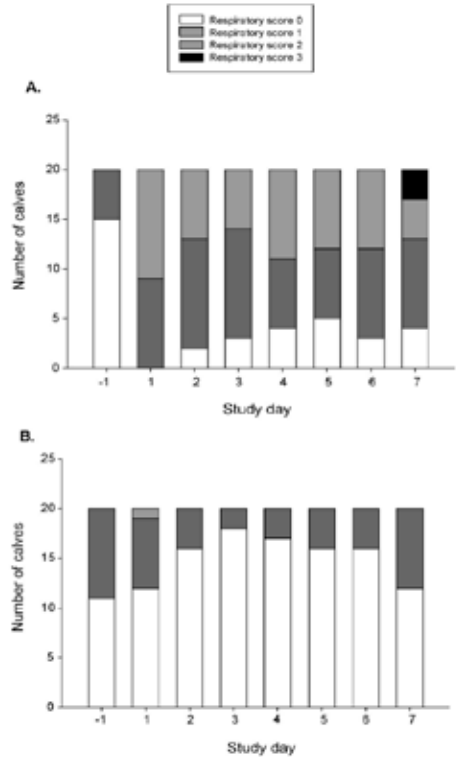 Respiratory score 0
Respiratory score 1
Respiratory score 2
Respiratory score 3
A.
25
20
15
10
5
0
Number of calves
-1 1 2 3 4 5 6 7
Study day
B.
25
20
15
10
5
0
Number of calves
-1 1 2 3 4 5 6 7
Study day